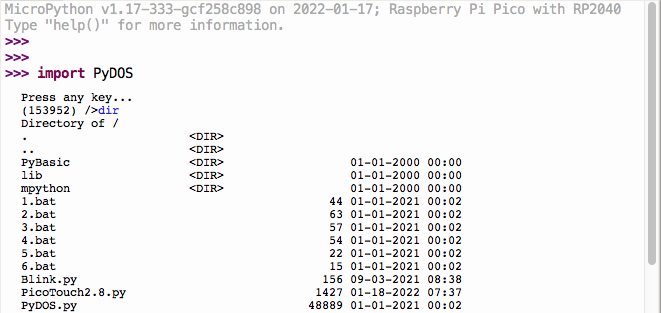 MicroPython v1.17-333-gcf258c898 on 2022-01-17; Raspberry Pi Pico with RP2040
Type "help()" for more information.
>>>
>>>
>>> import PyDOS
Press any key...
(153952) />dir
Directory of /
. <DIR>
.. <DIR>
PyBasic <DIR> 01-01-2000 00:00
lib <DIR> 01-01-2000 00:00
mpython <DIR> 01-01-2000 00:00
1.bat 44 01-01-2021 00:02
2.bat 63 01-01-2021 00:02
3.bat 57 01-01-2021 00:02
4.bat 54 01-01-2021 00:02
5.bat 22 01-01-2021 00:02
6.bat 15 01-01-2021 00:02
Blink.py 156 09-03-2021 08:38
PicoTouch2.8.py 1427 01-18-2022 07:37
PyDOS.py 48889 01-01-2021 00:02